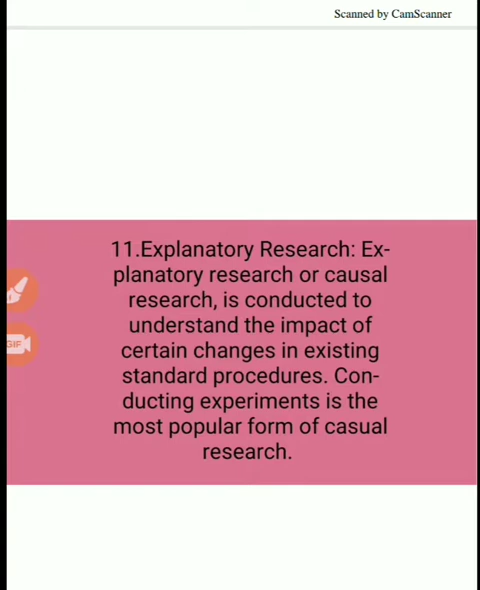 Scanned by CamScanner
11.Explanatory Research: Ex-
planatory research or causal
research, is conducted to
understand the impact of
certain changes in existing
standard procedures. Con-
ducting experiments is the
most popular form of casual
research.
GIF